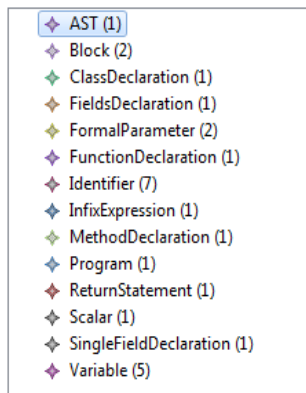 AST (1)
Block (2)
ClassDeclaration (1)
FieldsDeclaration (1)
FormalParameter (2)
FunctionDeclaration (1)
Identifier (7)
InfixExpression (1)
MethodDeclaration (1)
Program (1)
ReturnStatement (1)
Scalar (1)
SingleFieldDeclaration (1)
Variable (5)